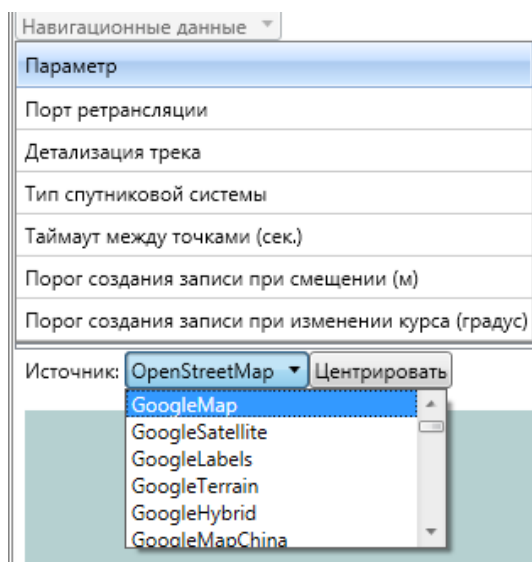 Навигационные данные
Параметр
Порт ретрансляции
Детализация трека
Тип спутниковой системы
Таймаут между точками (сек.)
Порог создания записи при смещении (м)
Порог создания записи при изменении курса (градус)
Источник: OpenStreetMap Центрировать
GoogleMap
GoogleSatellite
GoogleLabels
GoogleTerrain
GoogleHybrid
GoogleMapChina